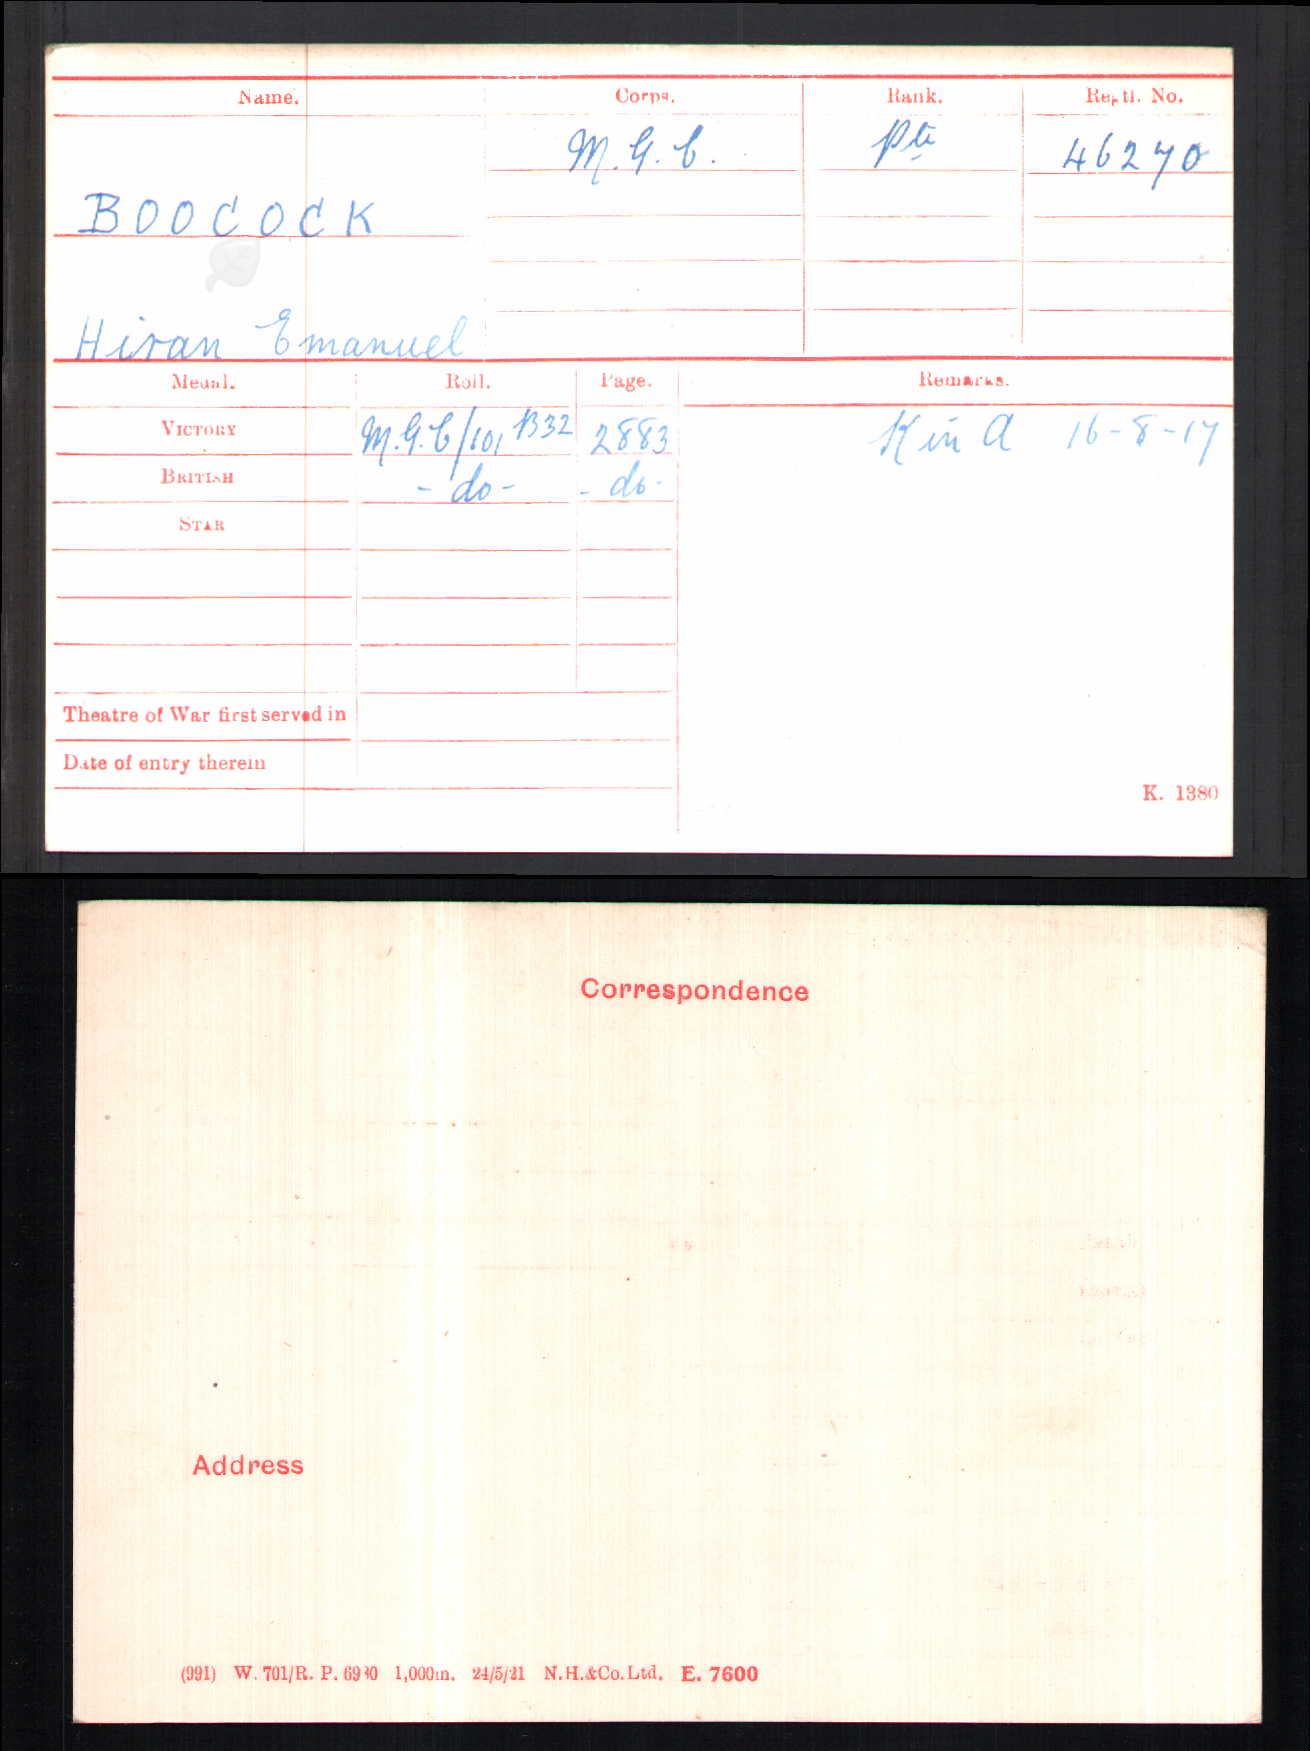 Name. Corps. Rank. Regtl. No.
M.G.C. Pte 46270
BOOCOCK
Hiran Emanuel
Medal. Roll. Page. Remarks.
VICTORY M.G.C/101 B32 2883 K in A 16-8-17
BRITISH -do- -do-
STAR
Theatre of War first served in
Date of entry therein
K. 1380
Correspondence
Address
(991) W. 701/R. P. 6930 1,000m. 24/5/21 N.H.&Co.Ltd. E. 7600